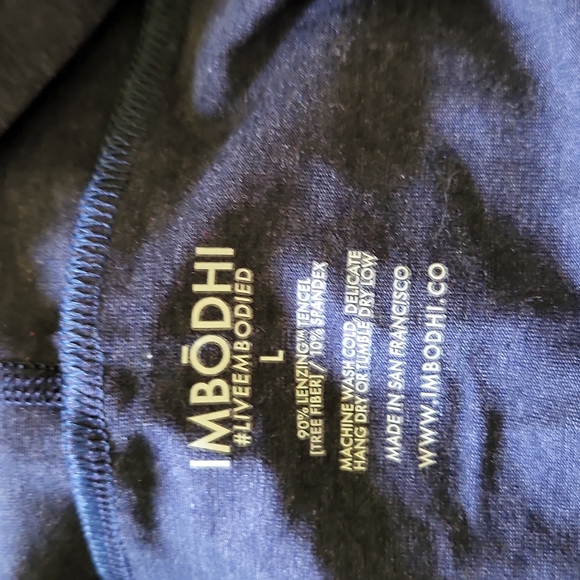 IMBŌDHI
#LIVEEMBODIED
L
90% LENZING™ TENCEL
[TREE FIBER] / 10% SPANDEX
MACHINE WASH COLD, DELICATE
HANG DRY OR TUMBLE DRY LOW
MADE IN SAN FRANCISCO
WWW.IMBODHI.CO